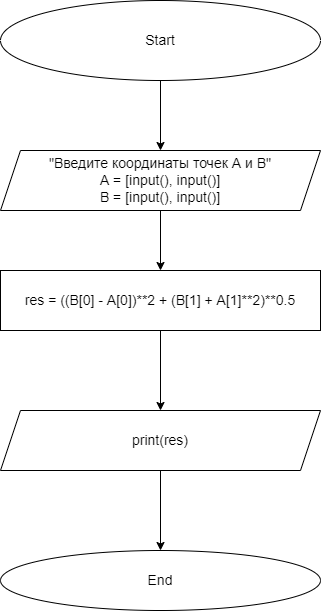 Start
"Введите координаты точек А и В"
A = [input(), input()]
B = [input(), input()]
res = ((B[0] - A[0])**2 + (B[1] + A[1]**2)**0.5
print(res)
End